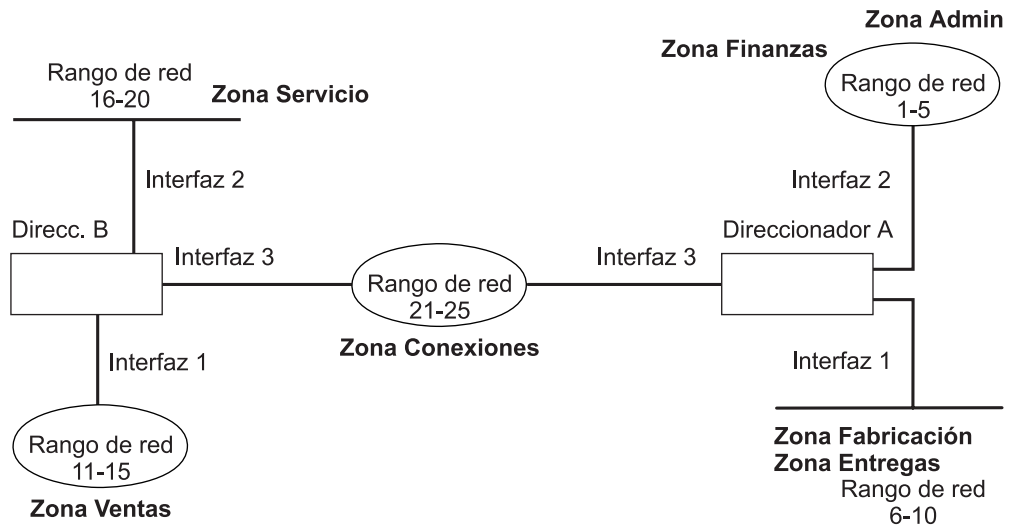 Zona Admin
Zona Finanzas
Rango de red
1-5
Rango de red
16-20
Zona Servicio
Interfaz 2
Interfaz 2
Direcc. B
Direccionador A
Interfaz 3
Interfaz 3
Rango de red
21-25
Zona Conexiones
Interfaz 1
Interfaz 1
Rango de red
11-15
Zona Ventas
Zona Fabricación
Zona Entregas
Rango de red
6-10